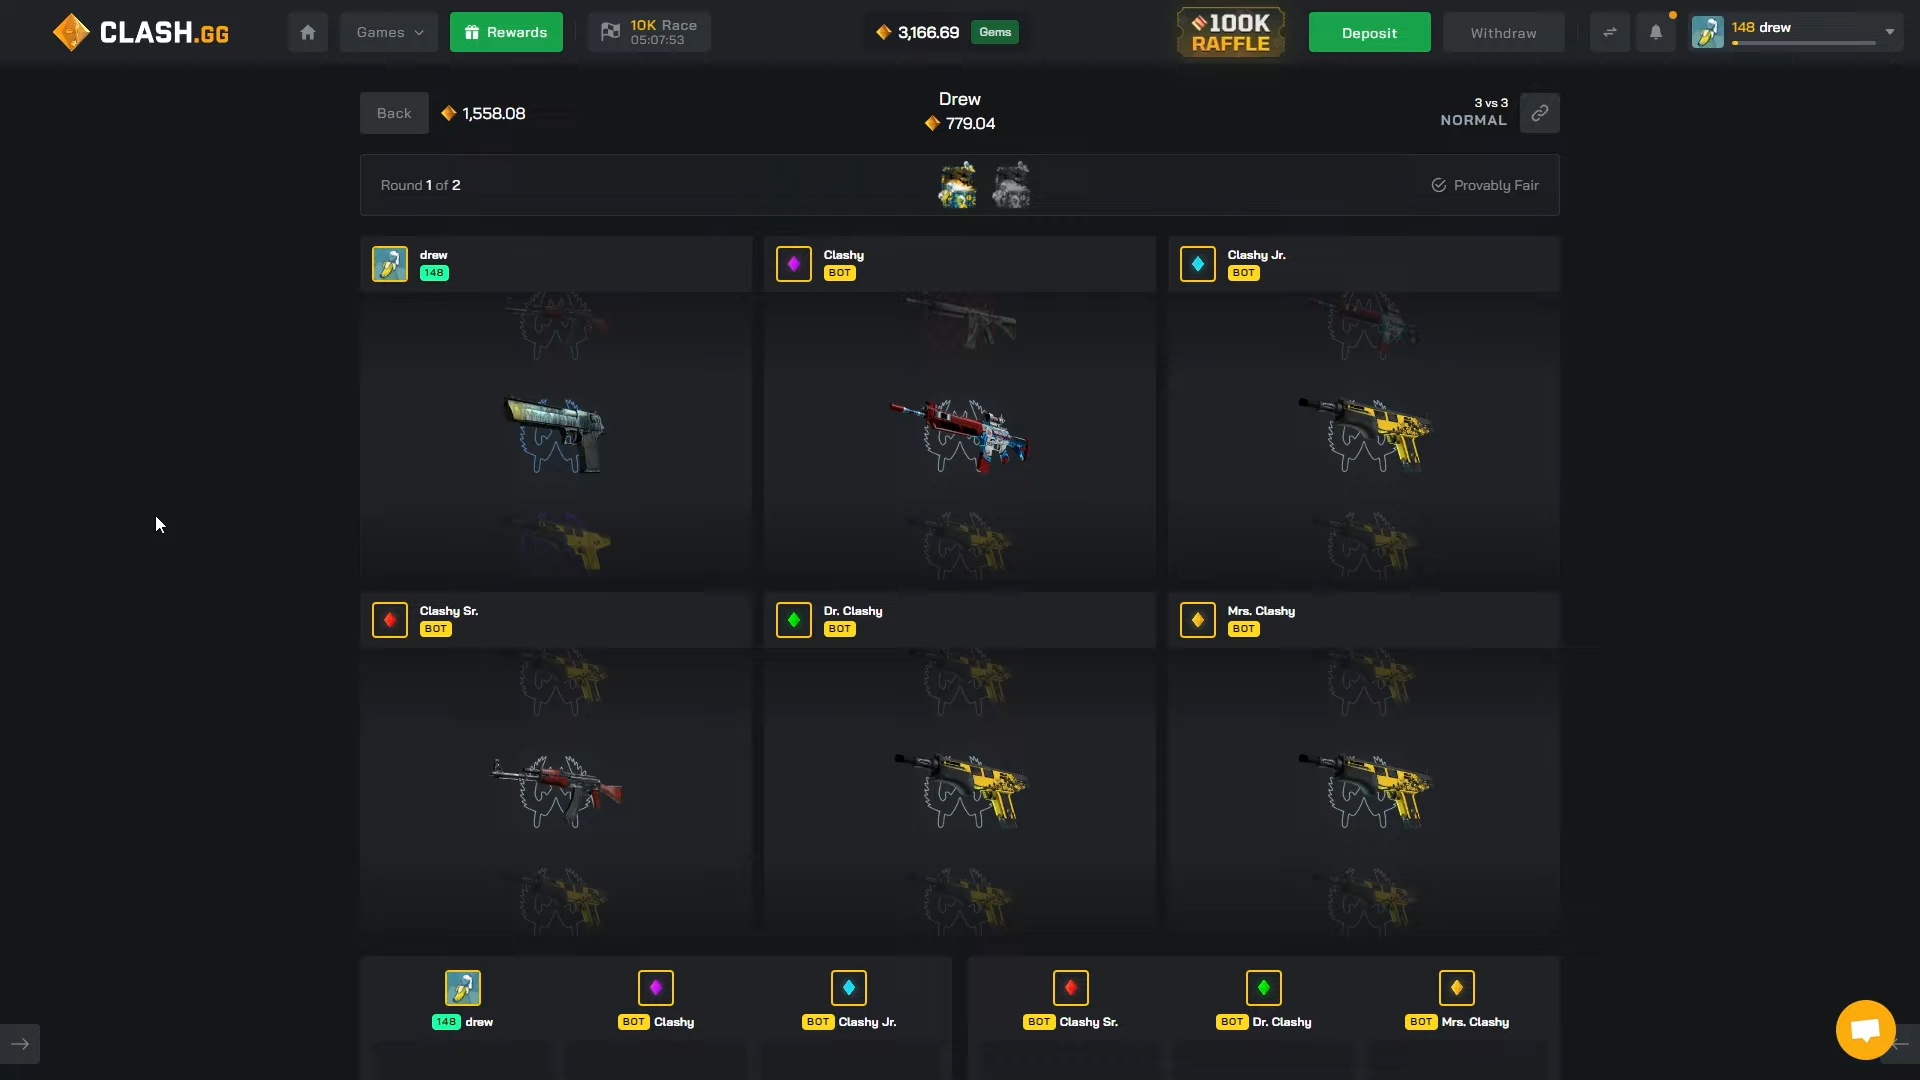 CLASH.GG
Games
Rewards
10K Race
05:07:53
3,166.69
Gems
100K
RAFFLE
Deposit
Withdraw
148 drew
Back
1,558.08
Drew
779.04
3 vs 3
NORMAL
Round 1 of 2
Provably Fair
drew
148
Clashy
BOT
Clashy Jr.
BOT
Clashy Sr.
BOT
Dr. Clashy
BOT
Mrs. Clashy
BOT
148 drew
BOT Clashy
BOT Clashy Jr.
BOT Clashy Sr.
BOT Dr. Clashy
BOT Mrs. Clashy